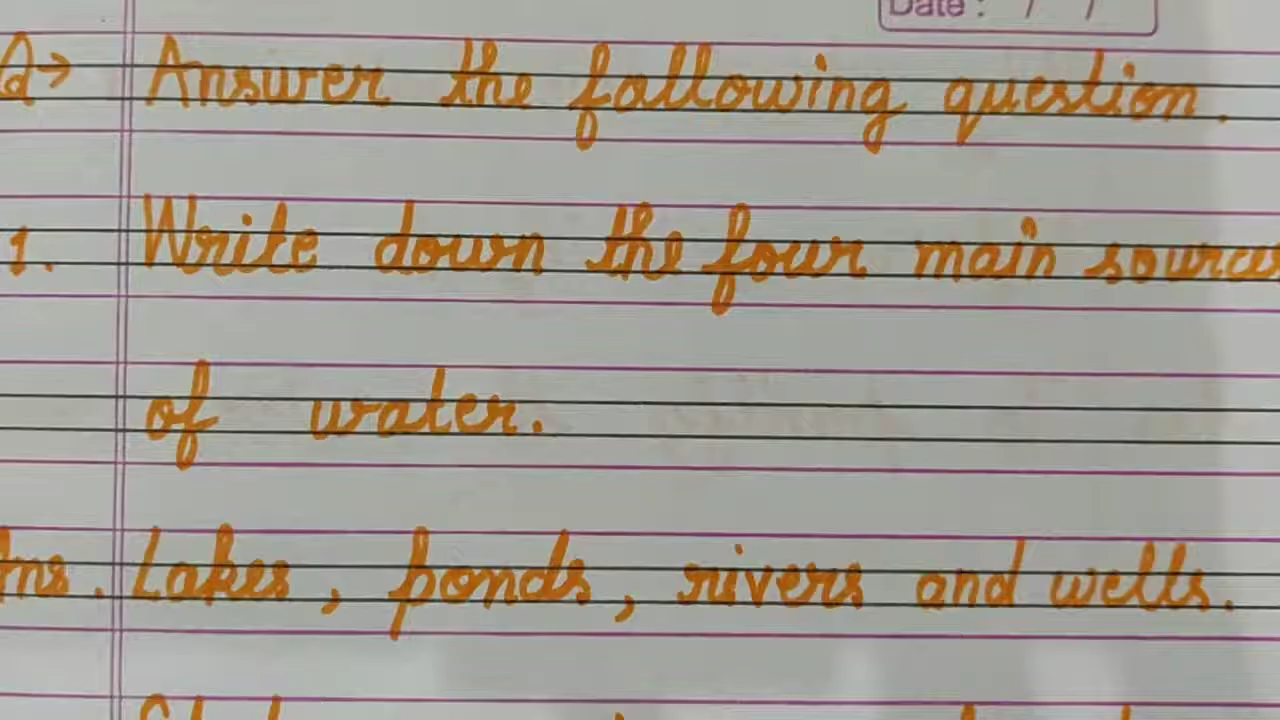 Date : / /
Q→ Answer the following question.
1. Write down the four main sources
of water.
Ans. Lakes, ponds, rivers and wells.